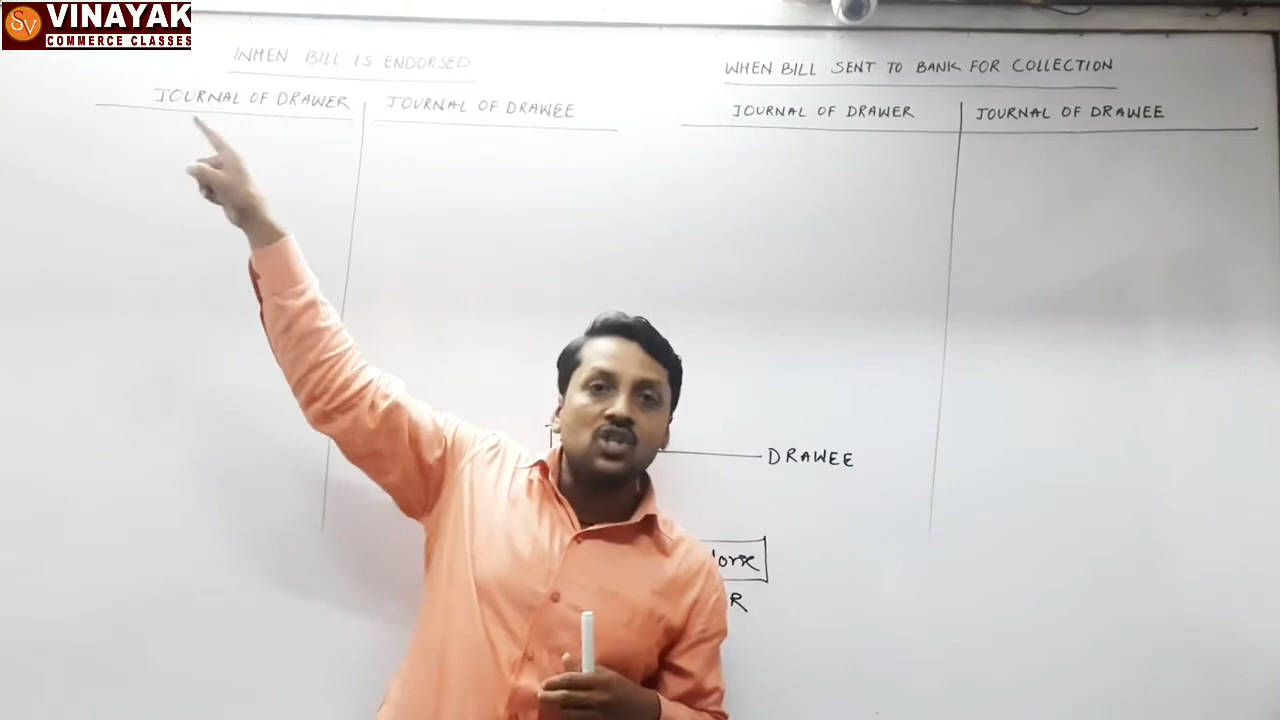 SV VINAYAK
COMMERCE CLASSES
WHEN BILL IS ENDORSED
JOURNAL OF DRAWER
JOURNAL OF DRAWEE
WHEN BILL SENT TO BANK FOR COLLECTION
JOURNAL OF DRAWER
JOURNAL OF DRAWEE
DRAWEE